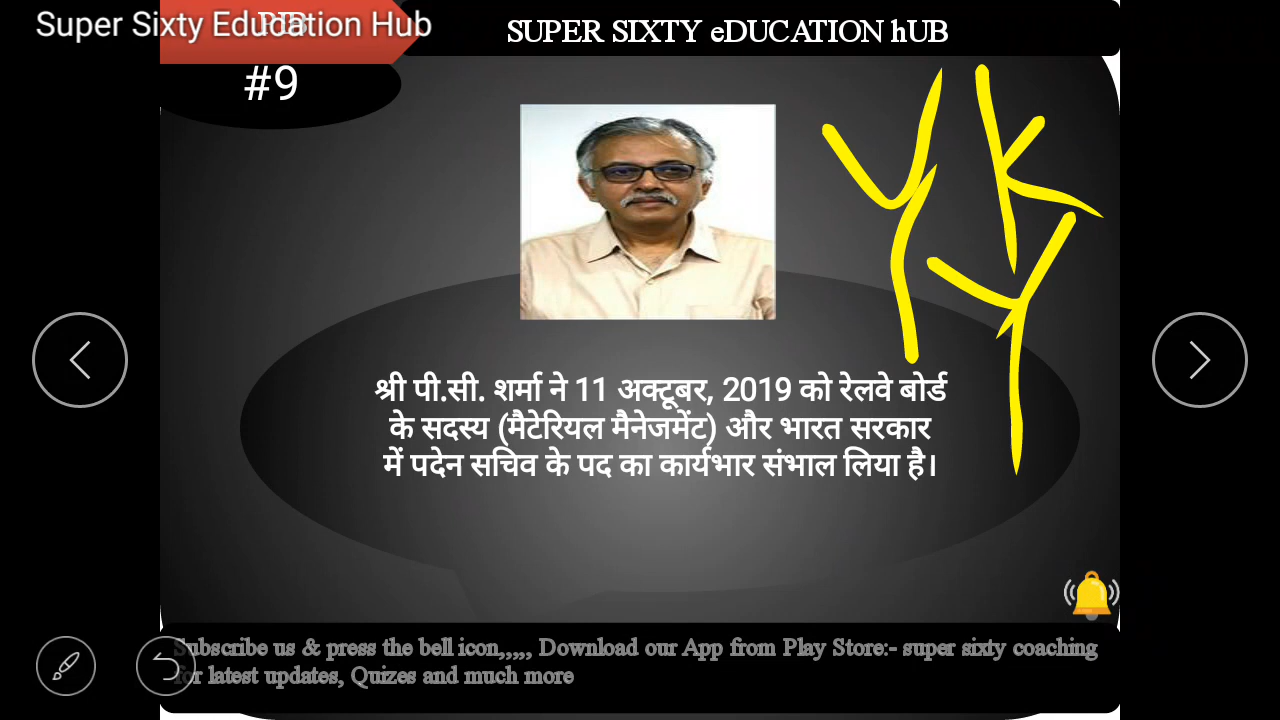 Super Sixty Education Hub
PIB
SUPER SIXTY eDUCATION hUB
#9
Y K
Y
श्री पी.सी. शर्मा ने 11 अक्टूबर, 2019 को रेलवे बोर्ड
के सदस्य (मैटेरियल मैनेजमेंट) और भारत सरकार
में पदेन सचिव के पद का कार्यभार संभाल लिया है।
Subscribe us & press the bell icon,,,,, Download our App from Play Store:- super sixty coaching
for latest updates, Quizes and much more